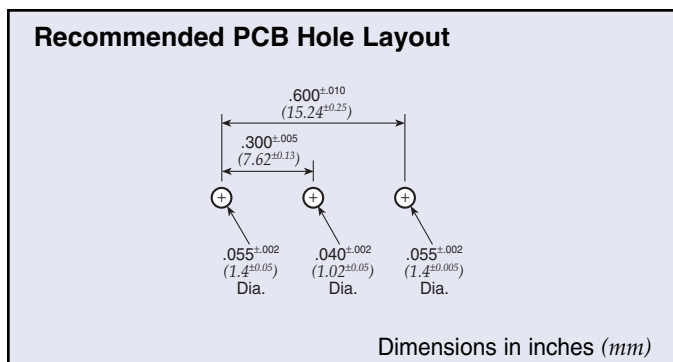 Recommended PCB Hole Layout
.600±.010
(15.24±0.25)
.300±.005
(7.62±0.13)
.055±.002 .040±.002 .055±.002
(1.4±0.05) (1.02±0.05) (1.4±0.005)
Dia. Dia. Dia.
Dimensions in inches (mm)